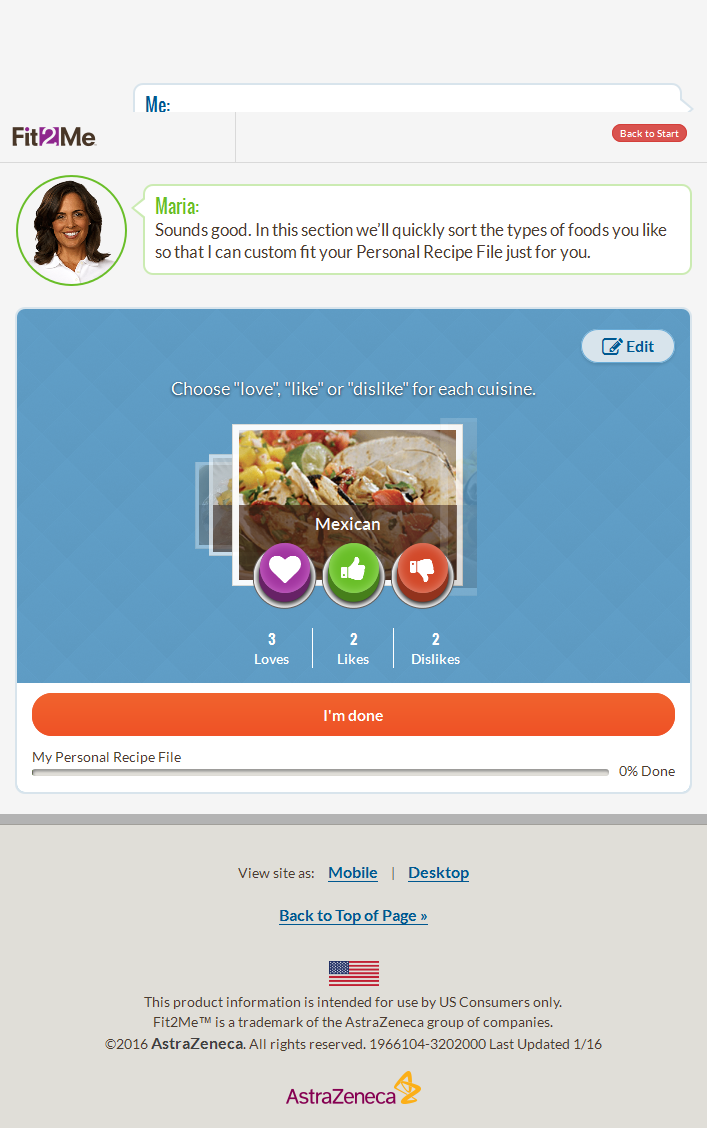 Me:
Fit2Me
Back to Start
Maria:
Sounds good. In this section we'll quickly sort the types of foods you like
so that I can custom fit your Personal Recipe File just for you.
Edit
Choose "love", "like" or "dislike" for each cuisine.
Mexican
3
Loves
2
Likes
2
Dislikes
I'm done
My Personal Recipe File
0% Done
View site as: Mobile | Desktop
Back to Top of Page »
This product information is intended for use by US Consumers only.
Fit2Me™ is a trademark of the AstraZeneca group of companies.
©2016 AstraZeneca. All rights reserved. 1966104-3202000 Last Updated 1/16
AstraZeneca